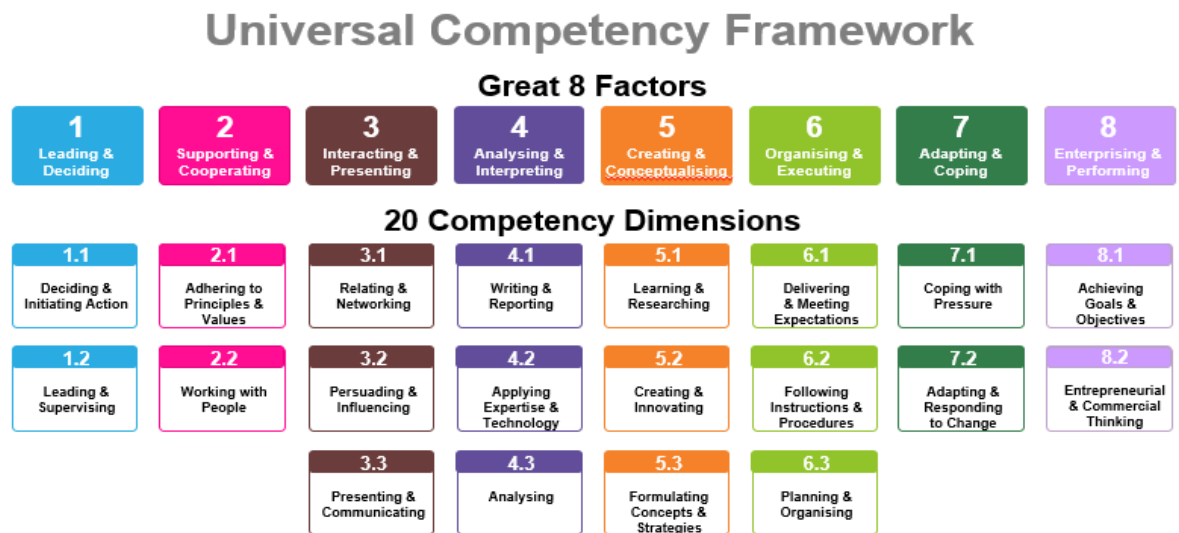 Universal Competency Framework
Great 8 Factors
1
Leading &
Deciding
2
Supporting &
Cooperating
3
Interacting &
Presenting
4
Analysing &
Interpreting
5
Creating &
Conceptualising
6
Organising &
Executing
7
Adapting &
Coping
8
Enterprising &
Performing
20 Competency Dimensions
1.1
Deciding &
Initiating Action
2.1
Adhering to
Principles &
Values
3.1
Relating &
Networking
4.1
Writing &
Reporting
5.1
Learning &
Researching
6.1
Delivering
& Meeting
Expectations
7.1
Coping with
Pressure
8.1
Achieving
Goals &
Objectives
1.2
Leading &
Supervising
2.2
Working with
People
3.2
Persuading &
Influencing
4.2
Applying
Expertise &
Technology
5.2
Creating &
Innovating
6.2
Following
Instructions &
Procedures
7.2
Adapting &
Responding
to Change
8.2
Entrepreneurial
& Commercial
Thinking
3.3
Presenting &
Communicating
4.3
Analysing
5.3
Formulating
Concepts &
Strategies
6.3
Planning &
Organising